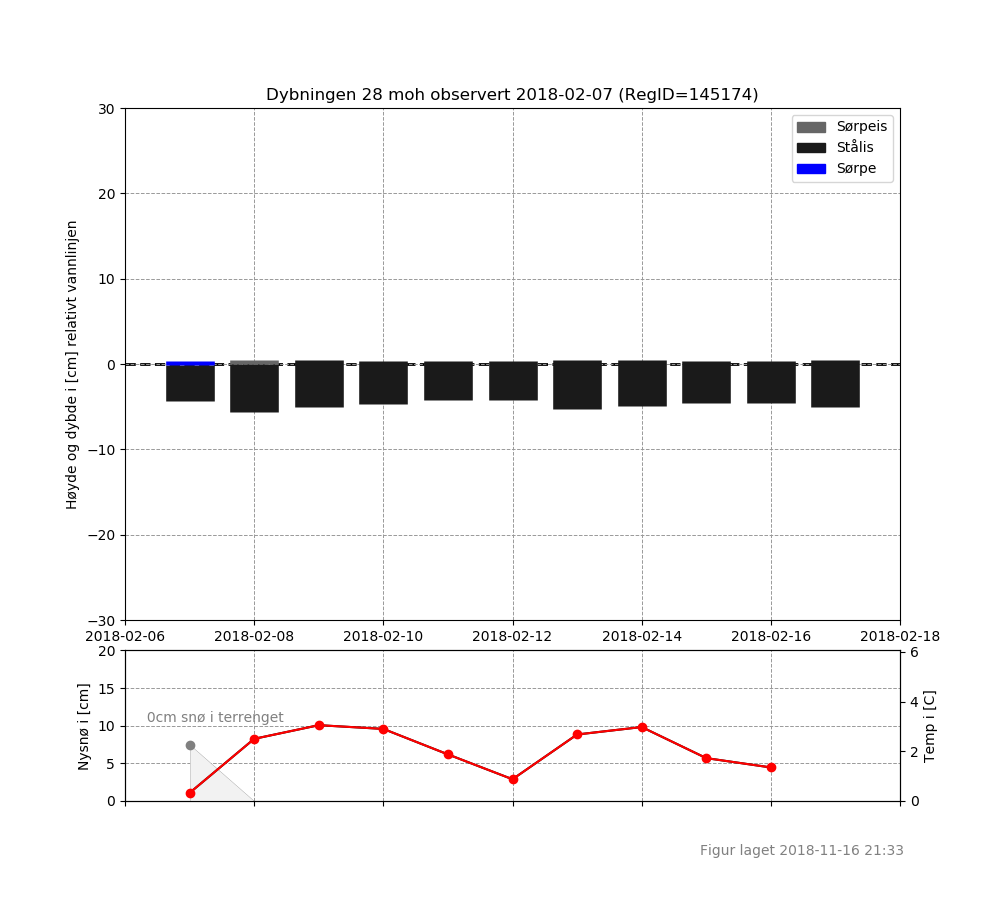 Dybningen 28 moh observert 2018-02-07 (RegID=145174)
Sørpeis
Stålis
Sørpe
Høyde og dybde i [cm] relativt vannlinjen
30
20
10
0
−10
−20
−30
2018-02-06 2018-02-08 2018-02-10 2018-02-12 2018-02-14 2018-02-16 2018-02-18
Nysnø i [cm]
20
15
10
5
0
0cm snø i terrenget
6
4
2
0
Temp i [C]
Figur laget 2018-11-16 21:33